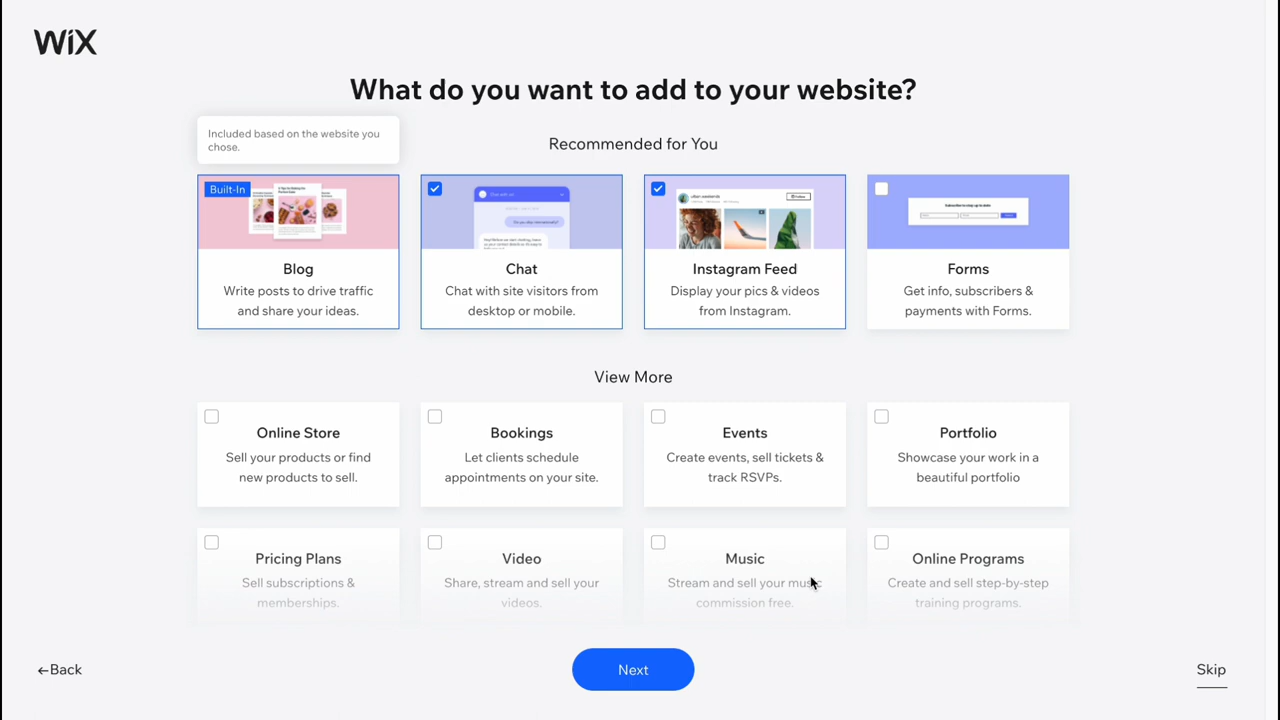 WiX
What do you want to add to your website?
Included based on the website you
chose.
Recommended for You
Built-In
Blog
Write posts to drive traffic
and share your ideas.
Chat
Chat with site visitors from
desktop or mobile.
Instagram Feed
Display your pics & videos
from Instagram.
Forms
Get info, subscribers &
payments with Forms.
View More
Online Store
Sell your products or find
new products to sell.
Bookings
Let clients schedule
appointments on your site.
Events
Create events, sell tickets &
track RSVPs.
Portfolio
Showcase your work in a
beautiful portfolio
Pricing Plans
Sell subscriptions &
memberships.
Video
Share, stream and sell your
videos.
Music
Stream and sell your music
commission free.
Online Programs
Create and sell step-by-step
training programs.
←Back
Next
Skip